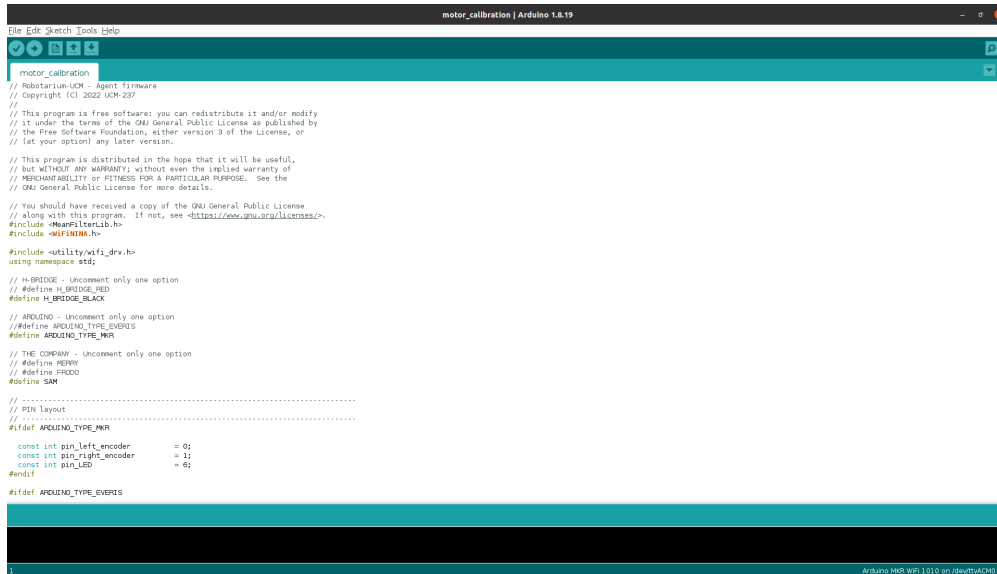 motor_calibration | Arduino 1.8.19
File Edit Sketch Tools Help
motor_calibration
// Robotarium-UCM - Agent firmware
// Copyright (C) 2022 UCM-237
//
// This program is free software: you can redistribute it and/or modify
// it under the terms of the GNU General Public License as published by
// the Free Software Foundation, either version 3 of the License, or
// (at your option) any later version.
// This program is distributed in the hope that it will be useful,
// but WITHOUT ANY WARRANTY; without even the implied warranty of
// MERCHANTABILITY or FITNESS FOR A PARTICULAR PURPOSE.  See the
// GNU General Public License for more details.
// You should have received a copy of the GNU General Public License
// along with this program.  If not, see <https://www.gnu.org/licenses/>.
#include <MeanFilterLib.h>
#include <WiFiNINA.h>
#include <utility/wifi_drv.h>
using namespace std;
// H-BRIDGE - Uncomment only one option
// #define H_BRIDGE_RED
#define H_BRIDGE_BLACK
// ARDUINO - Uncomment only one option
//#define ARDUINO_TYPE_EVERIS
#define ARDUINO_TYPE_MKR
// THE COMPANY - Uncomment only one option
// #define MERRY
// #define FRODO
#define SAM
// -----------------------------------------------------------------------------
// PIN layout
// -----------------------------------------------------------------------------
#ifdef ARDUINO_TYPE_MKR
const int pin_left_encoder = 0;
const int pin_right_encoder = 1;
const int pin_LED = 6;
#endif
#ifdef ARDUINO_TYPE_EVERIS
1
Arduino MKR WiFi 1010 on /dev/ttyACM0